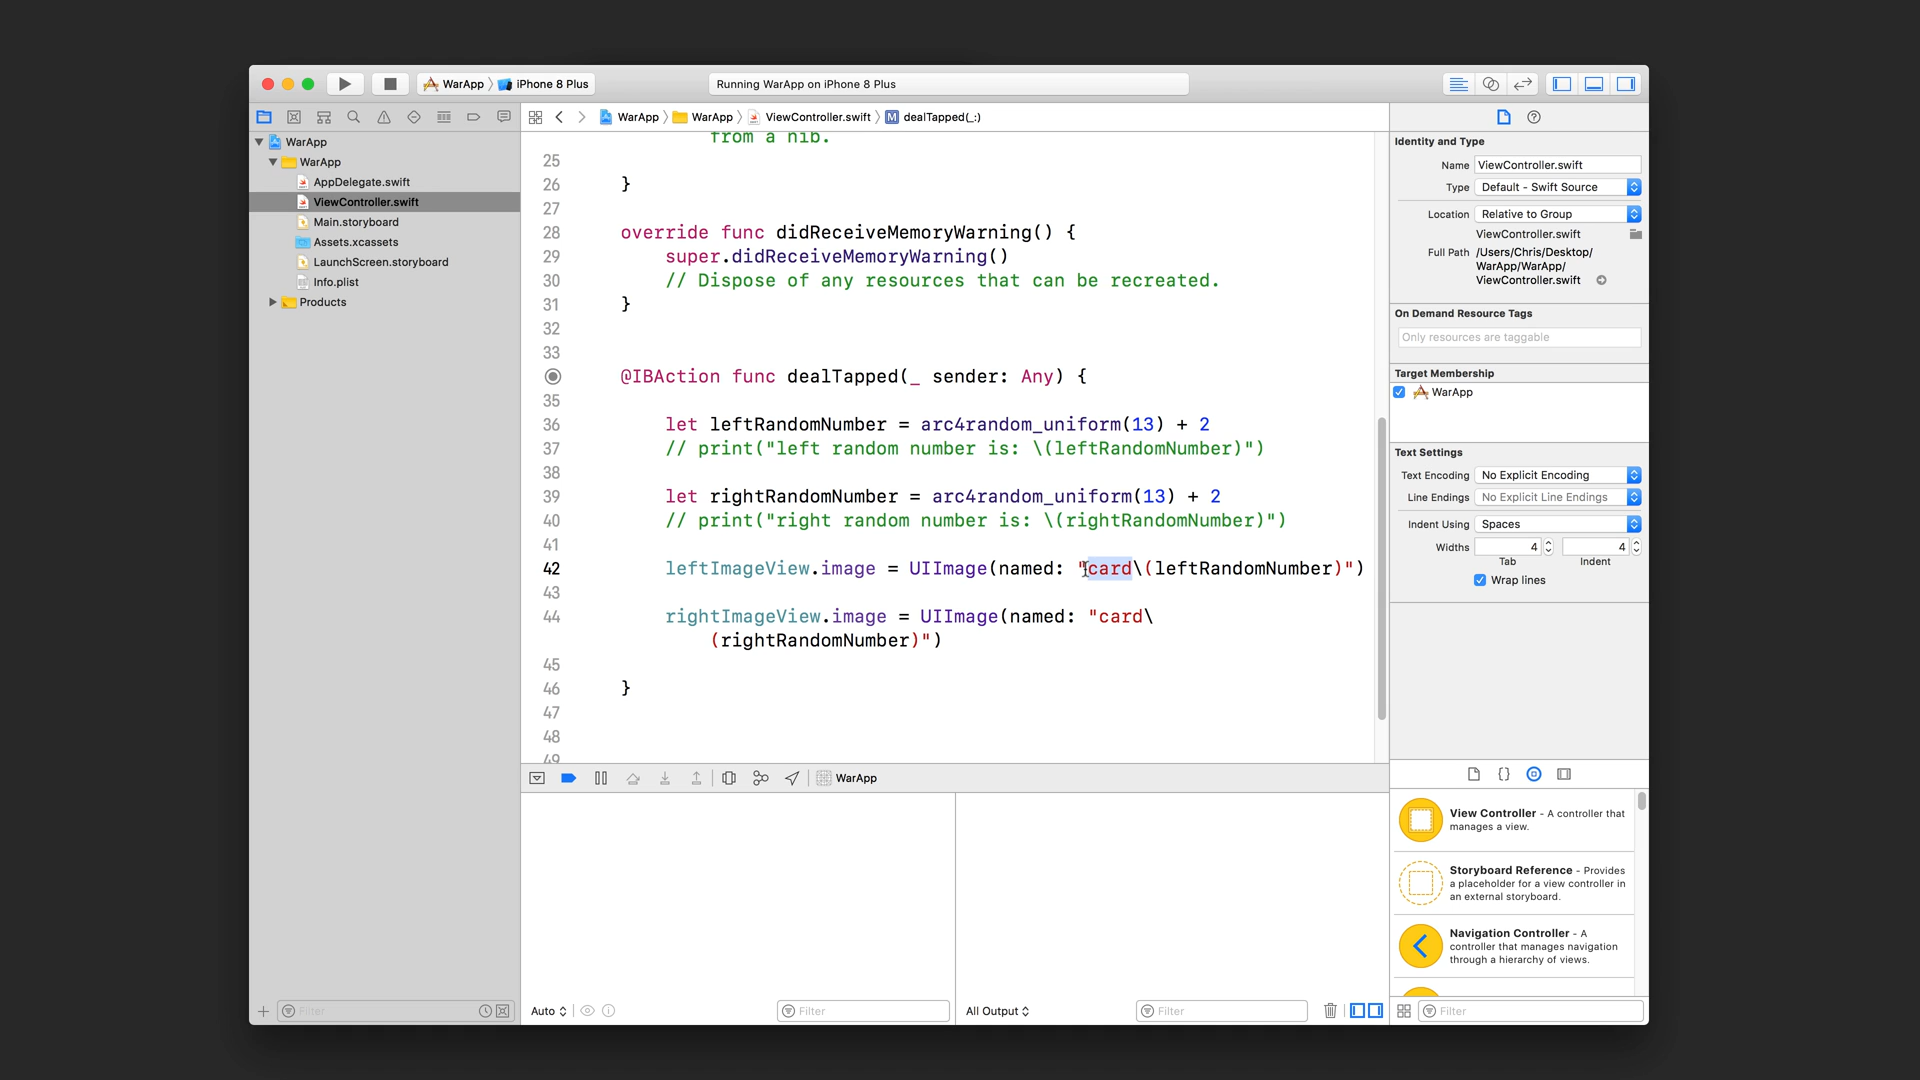 WarApp 〉 iPhone 8 Plus
Running WarApp on iPhone 8 Plus
WarApp 〉 WarApp 〉 ViewController.swift 〉 M dealTapped(_:)
WarApp
WarApp
AppDelegate.swift
ViewController.swift
Main.storyboard
Assets.xcassets
LaunchScreen.storyboard
Info.plist
Products
Filter
from a nib.
25
26 }
27
28 override func didReceiveMemoryWarning() {
29 super.didReceiveMemoryWarning()
30 // Dispose of any resources that can be recreated.
31 }
32
33
@IBAction func dealTapped(_ sender: Any) {
35
36 let leftRandomNumber = arc4random_uniform(13) + 2
37 // print("left random number is: \(leftRandomNumber)")
38
39 let rightRandomNumber = arc4random_uniform(13) + 2
40 // print("right random number is: \(rightRandomNumber)")
41
42 leftImageView.image = UIImage(named: "card\(leftRandomNumber)")
43
44 rightImageView.image = UIImage(named: "card\
(rightRandomNumber)")
45
46 }
47
48
49
WarApp
Auto
Filter
All Output
Filter
Identity and Type
Name ViewController.swift
Type Default - Swift Source
Location Relative to Group
ViewController.swift
Full Path /Users/Chris/Desktop/
WarApp/WarApp/
ViewController.swift
On Demand Resource Tags
Only resources are taggable
Target Membership
WarApp
Text Settings
Text Encoding No Explicit Encoding
Line Endings No Explicit Line Endings
Indent Using Spaces
Widths 4 4
Tab Indent
Wrap lines
{}
View Controller - A controller that
manages a view.
Storyboard Reference - Provides
a placeholder for a view controller in
an external storyboard.
Navigation Controller - A
controller that manages navigation
through a hierarchy of views.
Filter